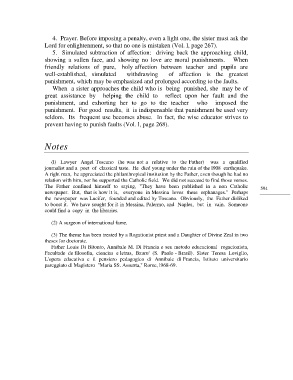 4. Prayer. Before imposing a penalty, even a light one, the sister must ask the
Lord for enlightenment, so that no one is mistaken (Vol. I, page 267).
5. Simulated subtraction of affection: driving back the approaching child,
showing a sullen face, and showing no love are moral punishments. When
friendly relations of pure, holy affection between teacher and pupils are
well-established, simulated withdrawing of affection is the greatest
punishment, which may be emphasized and prolonged according to the faults.
When a sister approaches the child who is being punished, she may be of
great assistance by helping the child to reflect upon her fault and the
punishment, and exhorting her to go to the teacher who imposed the
punishment. For good results, it is indispensable that punishment be used very
seldom. Its frequent use becomes abuse. In fact, the wise educator strives to
prevent having to punish faults (Vol. I, page 268).
Notes
(1) Lawyer Angel Toscano (he was not a relative to the Father) was a qualified
journalist and a poet of classical taste. He died young under the ruin of the 1908 earthquake.
A right man, he appreciated the philanthropical institution by the Father, even though he had no
relation with him, nor he supported the Catholic field. We did not succeed to find those verses.
The Father confined himself to saying, "They have been published in a non Catholic
newspaper. But, that is how it is, everyone in Messina loves these orphanages." Perhaps
the newspaper was Lucifer, founded and edited by Toscano. Obviously, the Father disliked
to boost it. We have sought for it in Messina, Palermo, and Naples, but in vain. Someone
could find a copy in the libraries.
591
(2) A surgeon of international fame.
(3) The theme has been treated by a Rogationist priest and a Daughter of Divine Zeal in two
theses for doctorate.
Father Louis Di Bitonto, Annibale M. Di Francia e seu metodo educacional rogacionista,
Faculdade de filosofia, ciencias e letras, Bauru' (S. Paolo - Brasil). Sister Teresa Loviglio,
L'opera educativa e il pensiero pedagogico di Annibale di Francia, Istituto universitario
pareggiato di Magistero "Maria SS. Assunta," Rome, 1968-69.